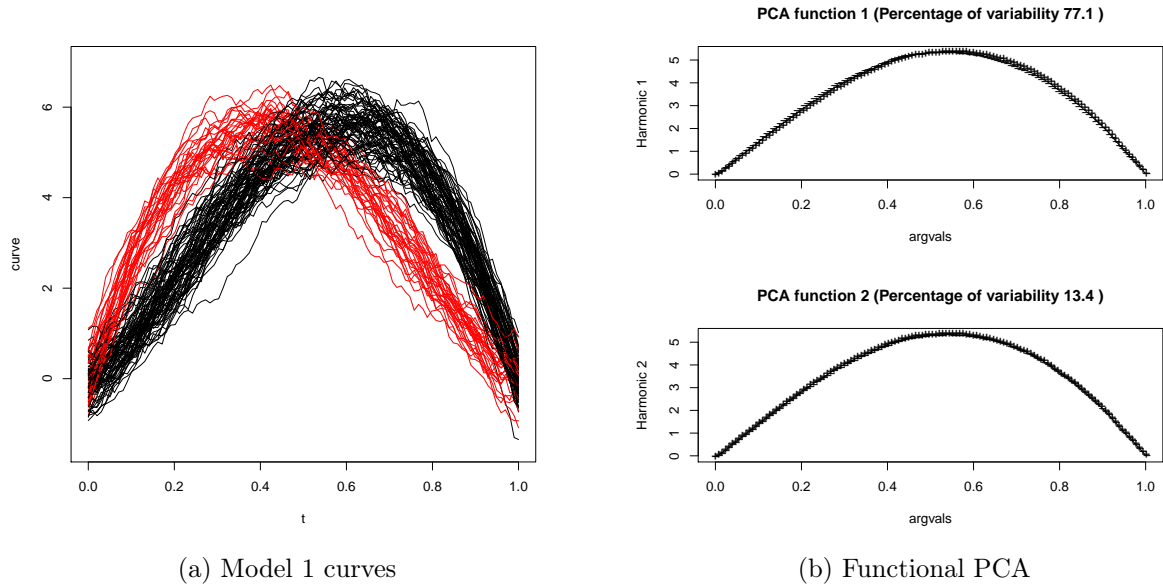 curve
6
4
2
0
0.0 0.2 0.4 0.6 0.8 1.0
t
(a) Model 1 curves
PCA function 1 (Percentage of variability 77.1 )
Harmonic 1
5
4
3
2
1
0
0.0 0.2 0.4 0.6 0.8 1.0
argvals
PCA function 2 (Percentage of variability 13.4 )
Harmonic 2
5
4
3
2
1
0
0.0 0.2 0.4 0.6 0.8 1.0
argvals
(b) Functional PCA